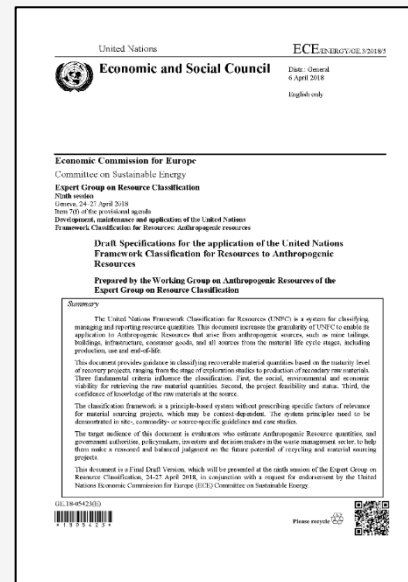 United Nations
ECE/ENERGY/GE.3/2018/5
Economic and Social Council
Distr.: General
6 April 2018
English only
Economic Commission for Europe
Committee on Sustainable Energy
Expert Group on Resource Classification
Ninth session
Geneva, 24-27 April 2018
Item 7(f) of the provisional agenda
Development, maintenance and application of the United Nations
Framework Classification for Resources: Anthropogenic resources
Draft Specifications for the application of the United Nations
Framework Classification for Resources to Anthropogenic
Resources
Prepared by the Working Group on Anthropogenic Resources of the
Expert Group on Resource Classification
Summary
The United Nations Framework Classification for Resources (UNFC) is a system for classifying,
managing and reporting resource quantities. This document increases the granularity of UNFC to enable its
application to Anthropogenic Resources that arise from anthropogenic sources, such as mine tailings,
buildings, infrastructure, consumer goods, and all sources from the material life cycle stages, including
production, use and end-of-life.
This document provides guidance in classifying recoverable material quantities based on the maturity level
of recovery projects, ranging from the stage of exploration studies to production of secondary raw materials.
Three fundamental criteria influence the classification. First, the social, environmental and economic
viability for retrieving the raw material quantities. Second, the project feasibility and status. Third, the
confidence of knowledge of the raw materials at the source.
The classification framework is a principle-based system without prescribing specific factors of relevance
for material sourcing projects, which may be context-dependent. The system principles need to be
demonstrated in site-, commodity- or source-specific guidelines and case studies.
The target audience of this document is evaluators who estimate Anthropogenic Resource quantities, and
government authorities, policymakers, investors and decision makers in the waste management sector, to help
them make a reasoned and balanced judgment on the future potential of recycling and material sourcing
projects.
This document is a Final Draft Version, which will be presented at the ninth session of the Expert Group on
Resource Classification, 24-27 April 2018, in conjunction with a request for endorsement by the United
Nations Economic Commission for Europe (ECE) Committee on Sustainable Energy.
GE.18-05423(E)
Please recycle